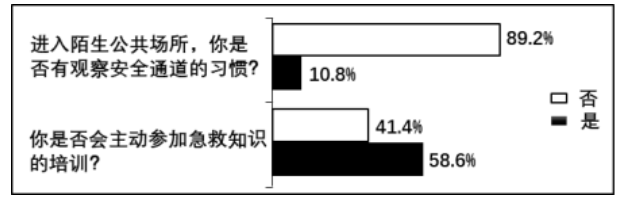 进入陌生公共场所，你是
否有观察安全通道的习惯？
89.2%
10.8%
你是否会主动参加急救知识
的培训？
41.4%
58.6%
否
是